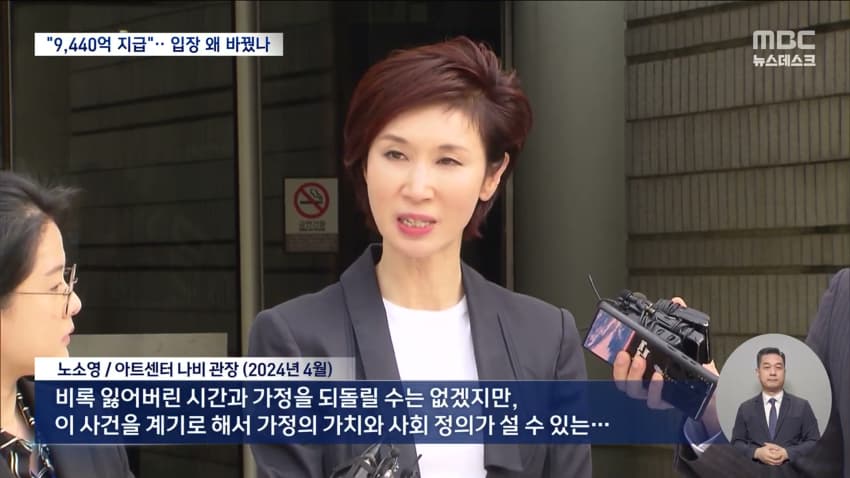 "9,440억 지급"‥ 입장 왜 바꿨나
MBC
뉴스데스크
노소영 / 아트센터 나비 관장 (2024년 4월)
비록 잃어버린 시간과 가정을 되돌릴 수는 없겠지만,
이 사건을 계기로 해서 가정의 가치와 사회 정의가 설 수 있는…